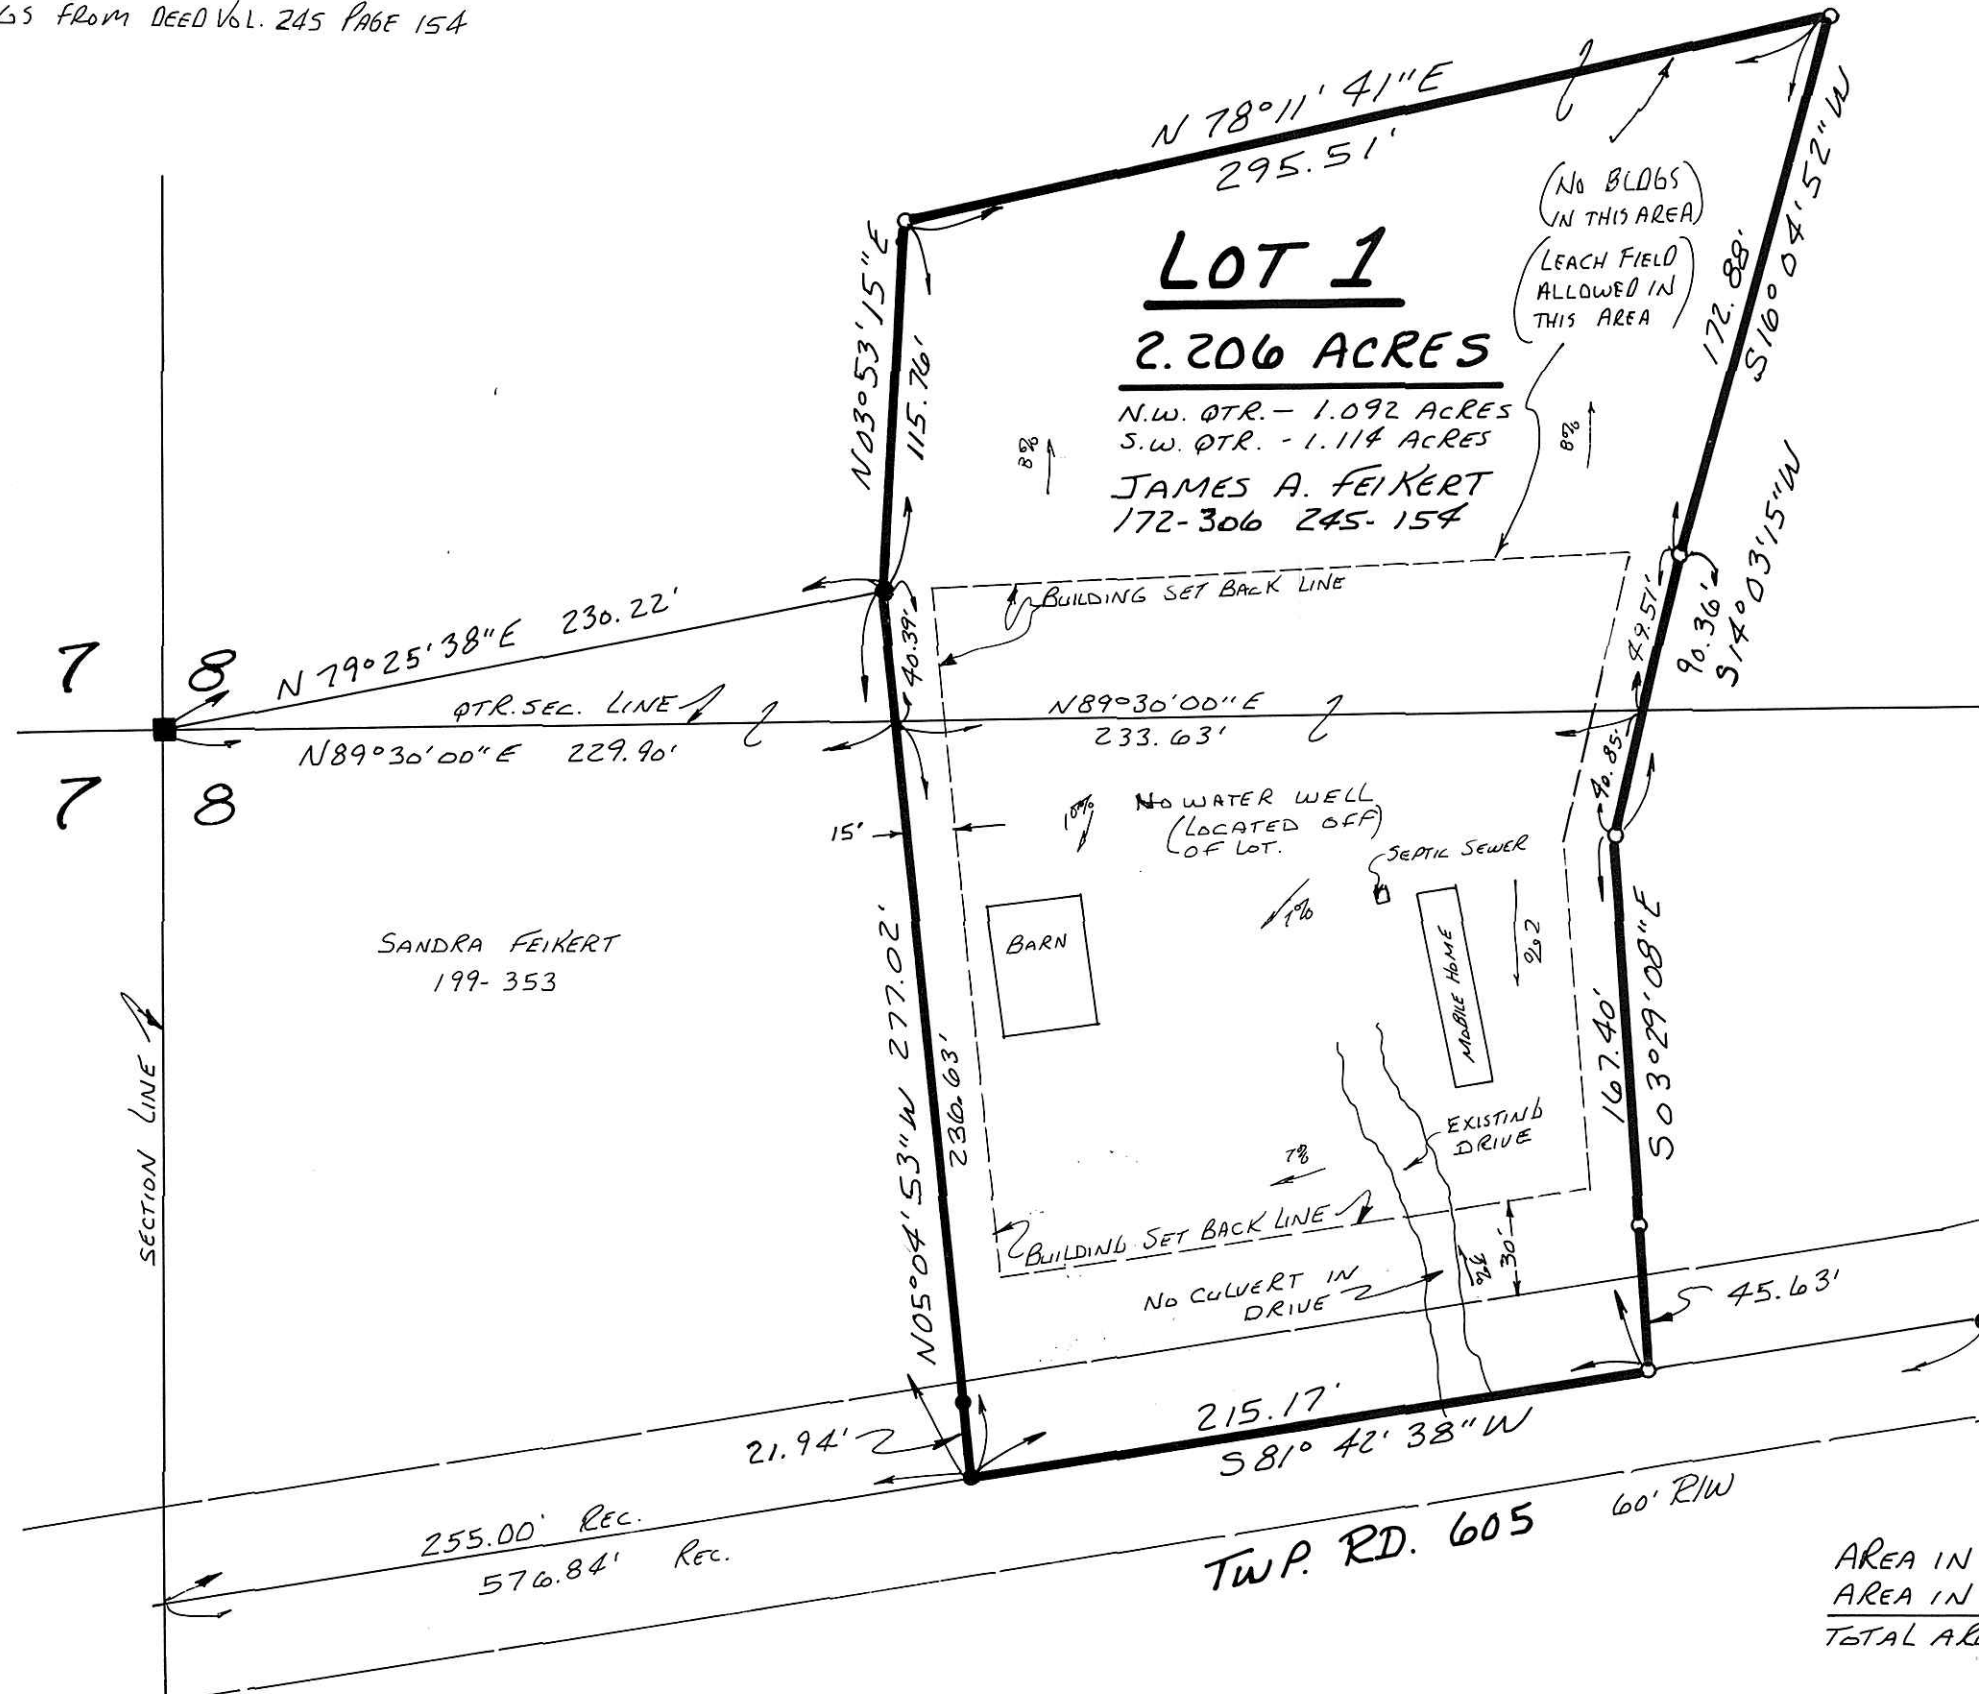 GS FROM DEED VOL. 245 PAGE 154
N 78°11' 41"E
295.51'
(NO BLDGS
IN THIS AREA)
(LEACH FIELD
ALLOWED IN
THIS AREA)
172.88'
S16°04'52"W
LOT 1
2.206 ACRES
N.W. QTR. - 1.092 ACRES
S.W. QTR. - 1.114 ACRES
JAMES A. FEIKERT
172-306 245-154
N03°53'15"E
115.76'
8%
8%
BUILDING SET BACK LINE
40.39'
49.51'
90.36'
S14°03'15"W
N 79°25'38"E 230.22'
7 8
QTR. SEC. LINE
N89°30'00"E 229.90'
N89°30'00"E
233.63'
40.85'
7 8
15'
10%
NO WATER WELL
(LOCATED OFF)
OF LOT.
SEPTIC SEWER
1%
BARN
MOBILE HOME
SANDRA FEIKERT
199-353
SECTION LINE
N05°04'53"W 277.02'
236.63'
167.40'
S03°29'08"E
EXISTING
DRIVE
7%
BUILDING SET BACK LINE
30'
NO CULVERT IN
DRIVE
45.63'
21.94'
215.17'
S81° 42' 38"W
255.00' REC.
576.84' REC.
TWP. RD. 605
60' R/W
AREA IN
AREA IN
TOTAL AR